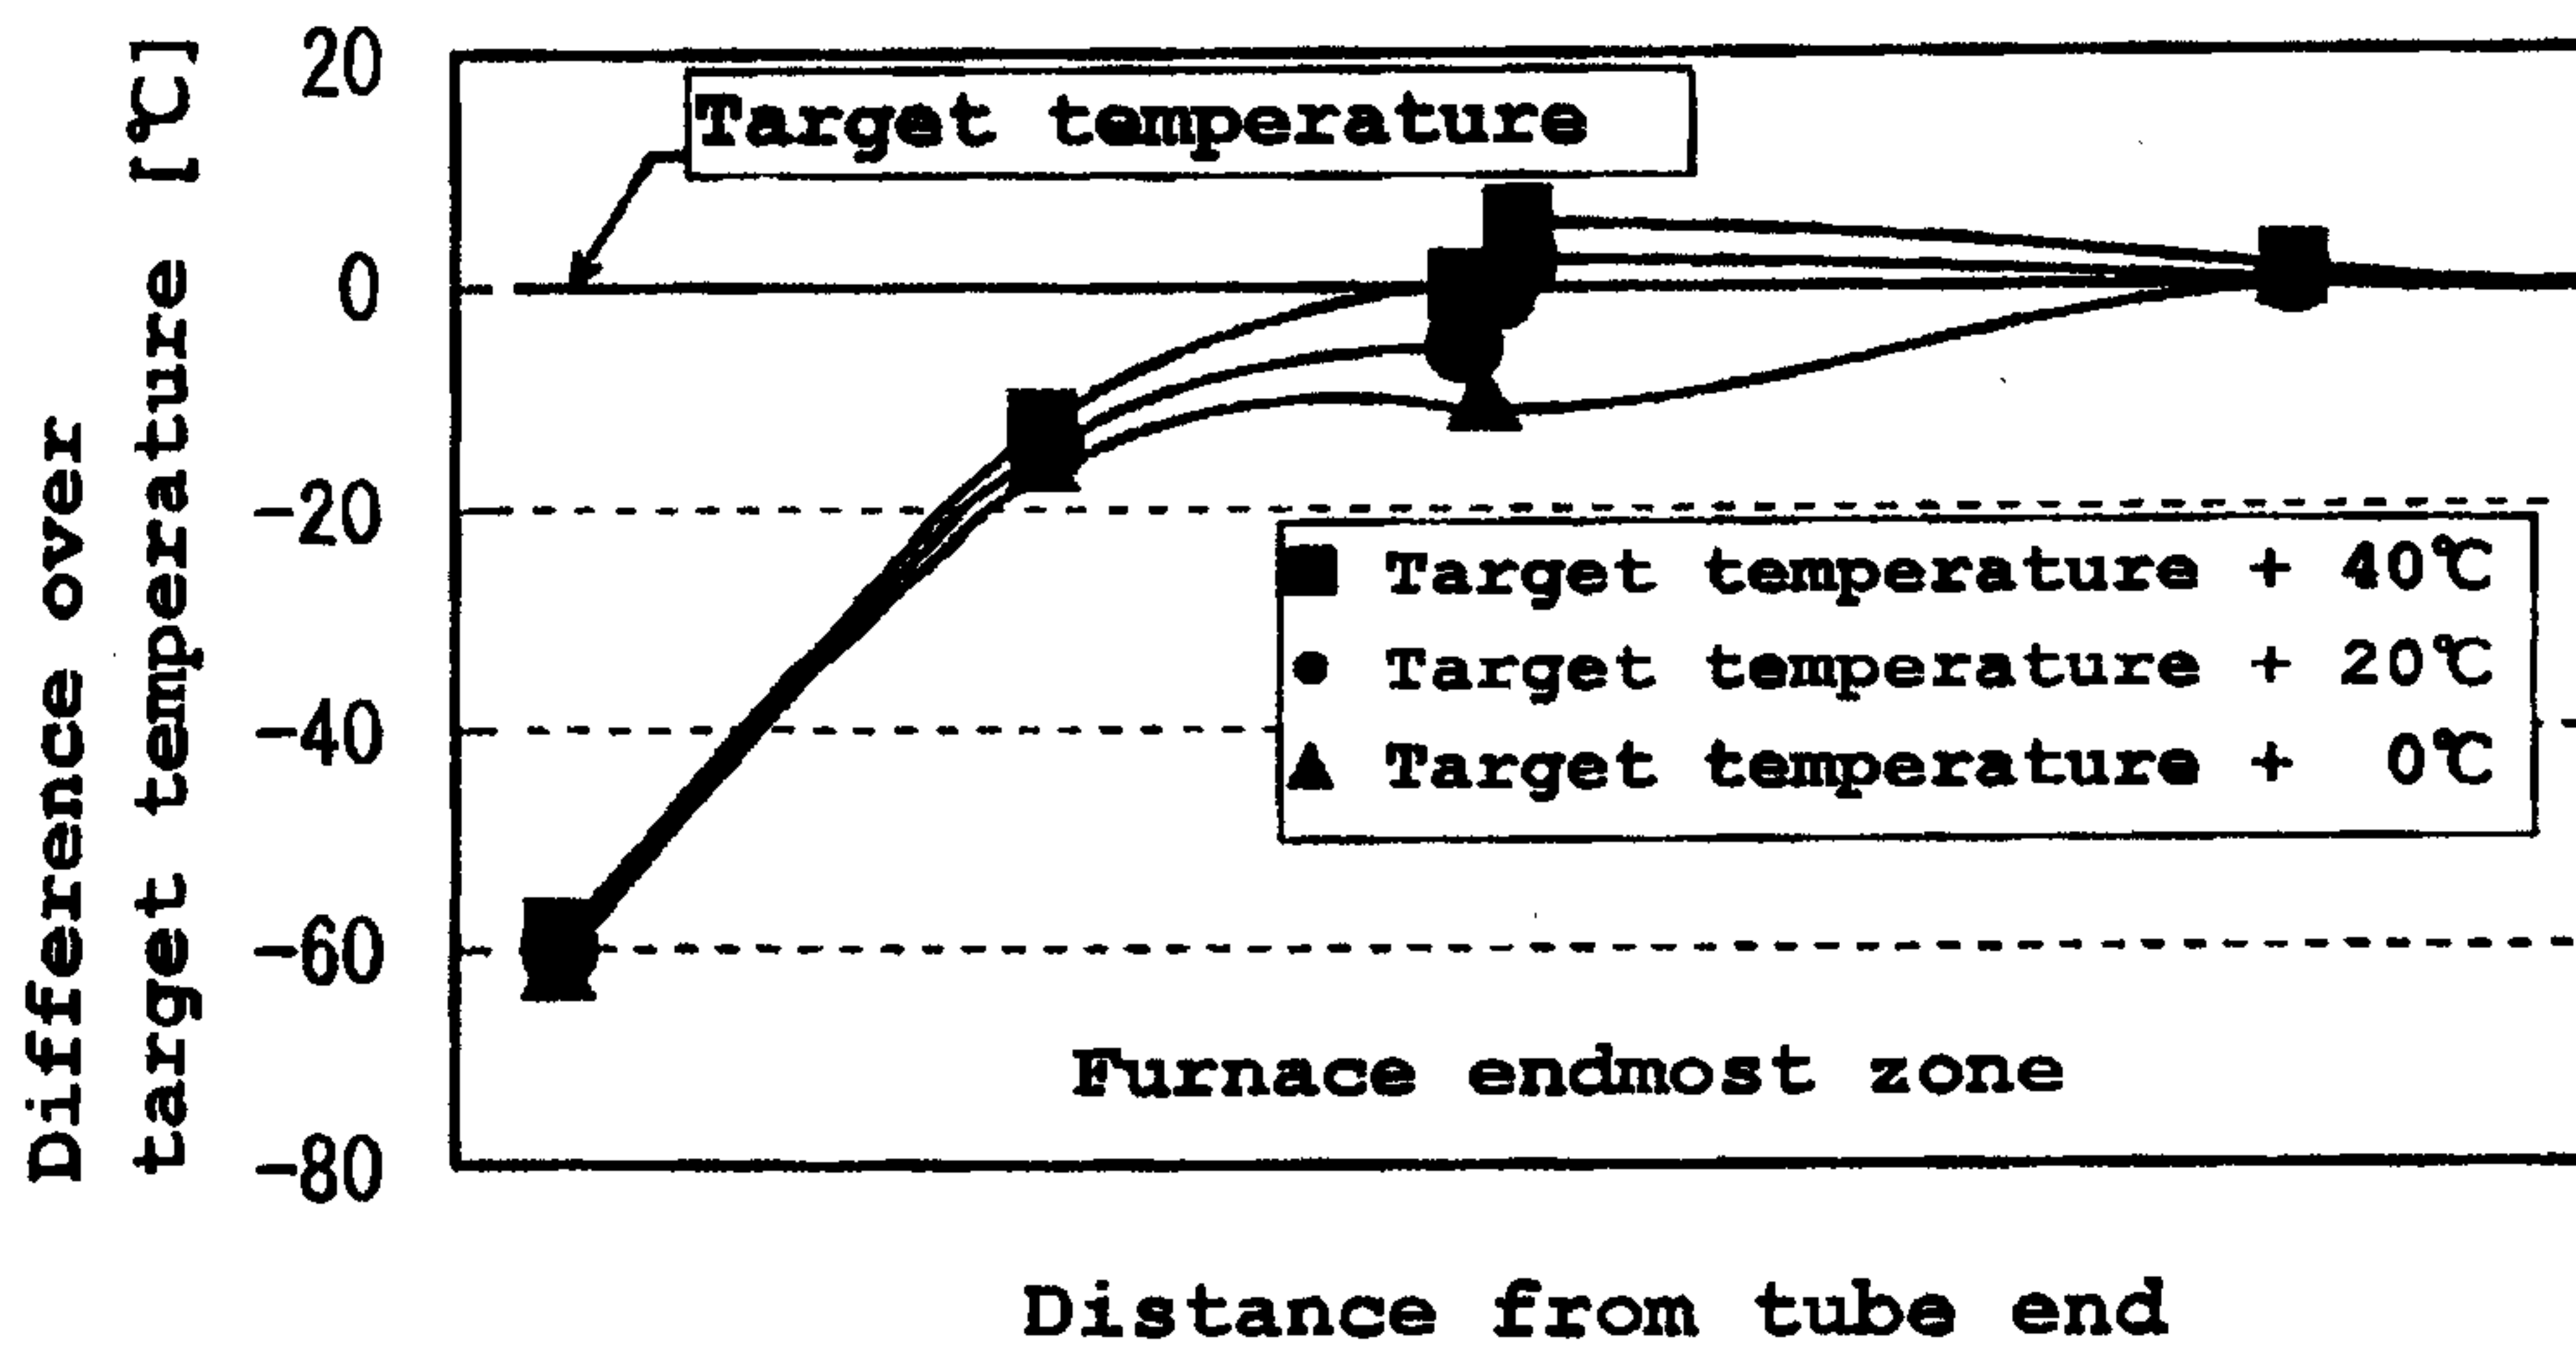 Difference over
target temperature [℃]
20
0
-20
-40
-60
-80
Target temperature
■ Target temperature + 40℃
● Target temperature + 20℃
▲ Target temperature + 0℃
Furnace endmost zone
Distance from tube end